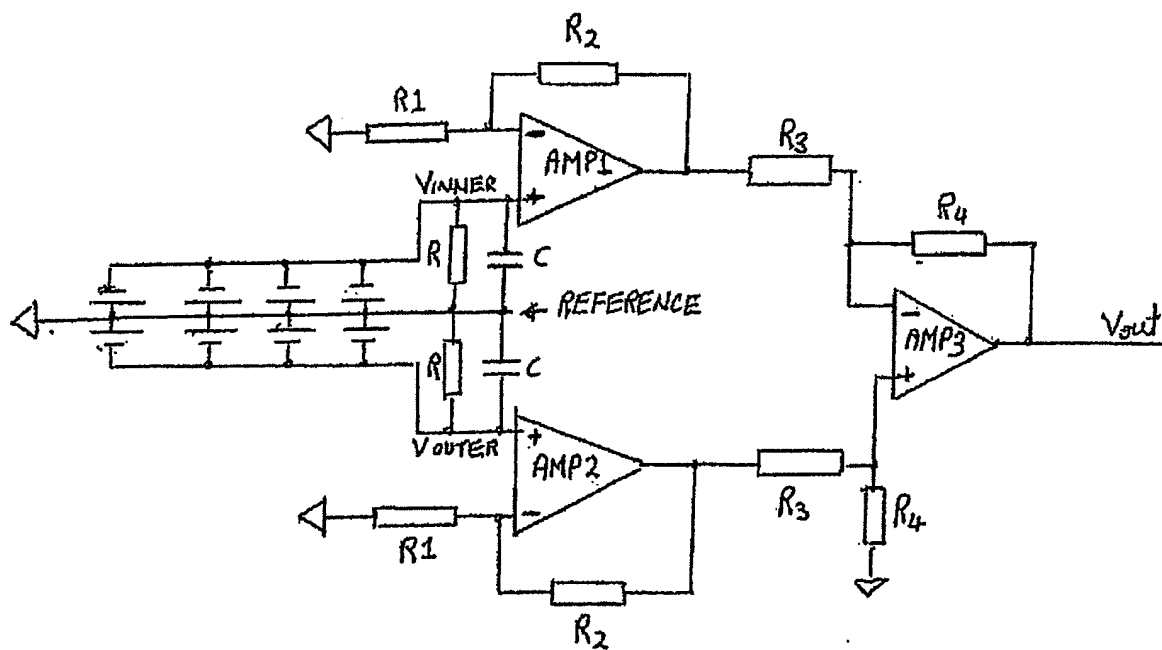 R2
R1
R3
AMP1
VINNER
R4
R
C
REFERENCE
AMP3
Vout
R
C
VOUTER
AMP2
R3
R4
R1
R2